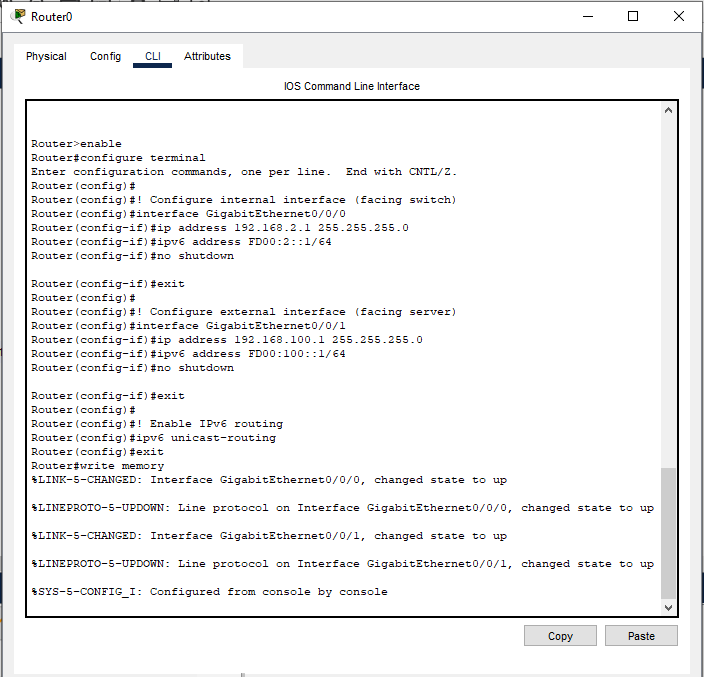 Router0
Physical Config CLI Attributes
IOS Command Line Interface
Router>enable
Router#configure terminal
Enter configuration commands, one per line.  End with CNTL/Z.
Router(config)#
Router(config)#! Configure internal interface (facing switch)
Router(config)#interface GigabitEthernet0/0/0
Router(config-if)#ip address 192.168.2.1 255.255.255.0
Router(config-if)#ipv6 address FD00:2::1/64
Router(config-if)#no shutdown
Router(config-if)#exit
Router(config)#
Router(config)#! Configure external interface (facing server)
Router(config)#interface GigabitEthernet0/0/1
Router(config-if)#ip address 192.168.100.1 255.255.255.0
Router(config-if)#ipv6 address FD00:100::1/64
Router(config-if)#no shutdown
Router(config-if)#exit
Router(config)#
Router(config)#! Enable IPv6 routing
Router(config)#ipv6 unicast-routing
Router(config)#exit
Router#write memory
%LINK-5-CHANGED: Interface GigabitEthernet0/0/0, changed state to up
%LINEPROTO-5-UPDOWN: Line protocol on Interface GigabitEthernet0/0/0, changed state to up
%LINK-5-CHANGED: Interface GigabitEthernet0/0/1, changed state to up
%LINEPROTO-5-UPDOWN: Line protocol on Interface GigabitEthernet0/0/1, changed state to up
%SYS-5-CONFIG_I: Configured from console by console
Copy Paste